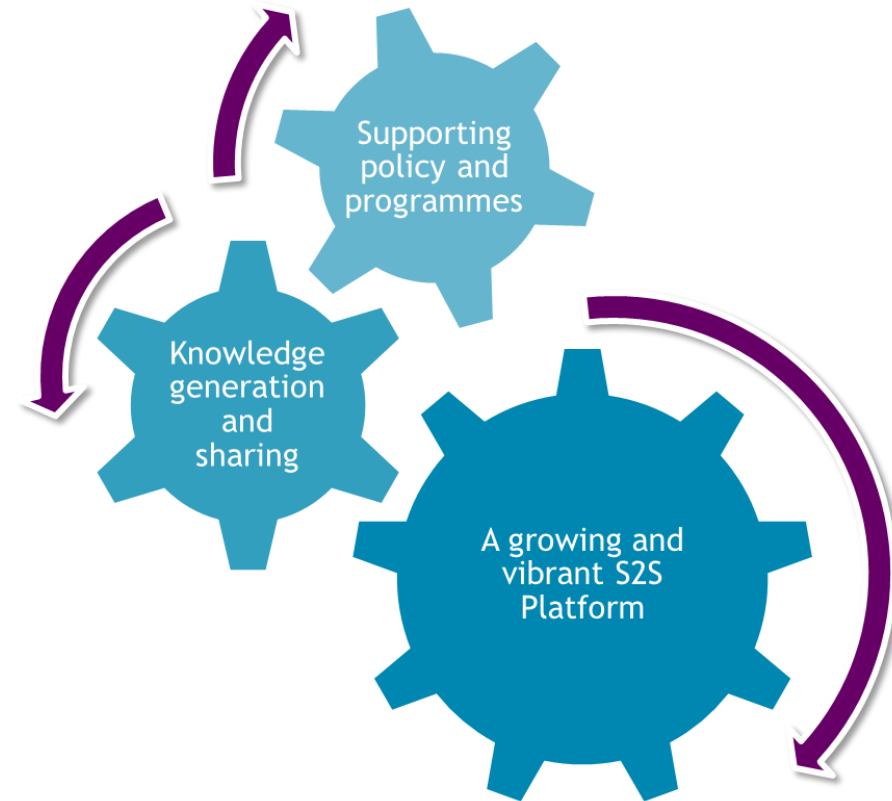 Supporting
policy and
programmes
Knowledge
generation
and
sharing
A growing and
vibrant S2S
Platform